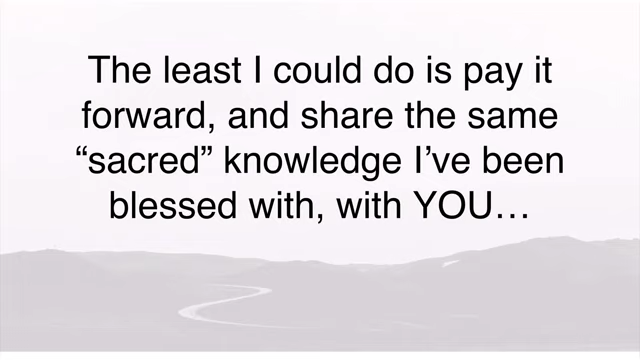 The least I could do is pay it
forward, and share the same
“sacred” knowledge I’ve been
blessed with, with YOU…